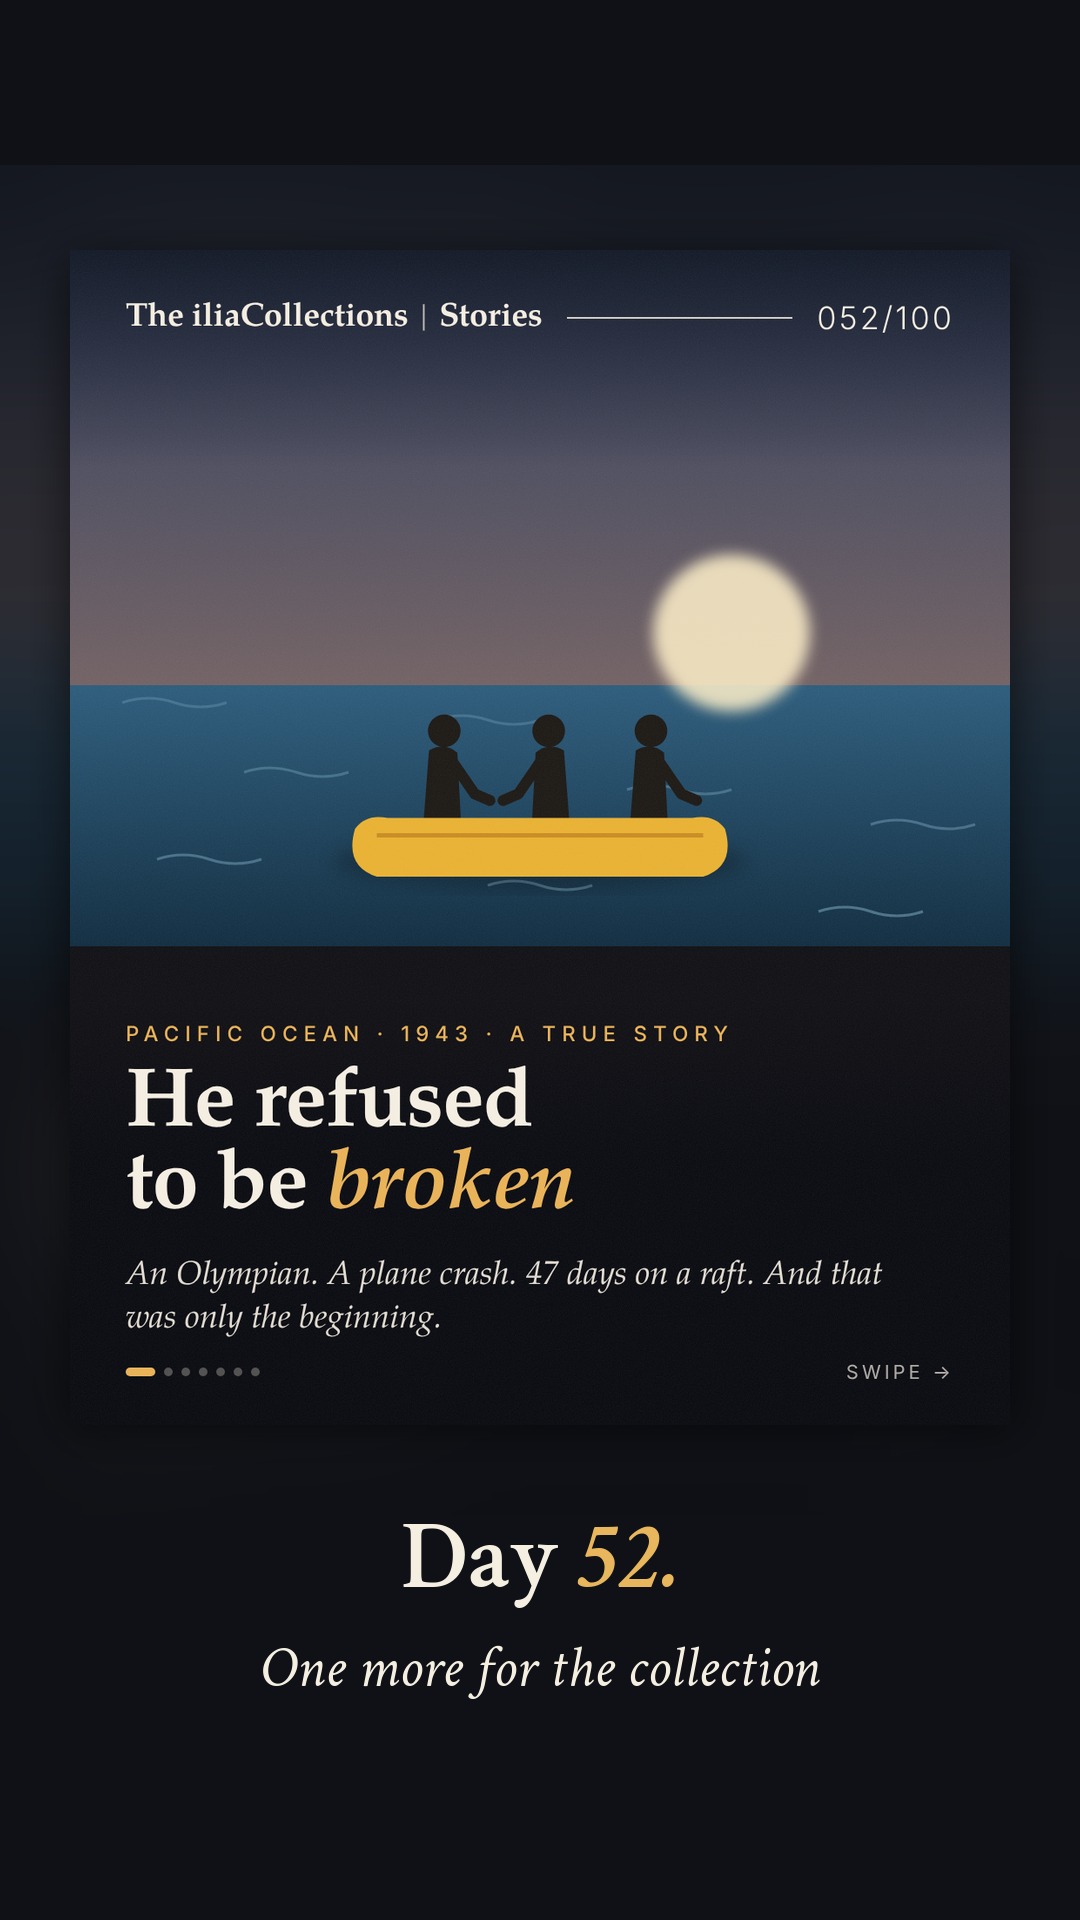 The iliaCollections | Stories 052/100
PACIFIC OCEAN · 1943 · A TRUE STORY
He refused
to be broken
An Olympian. A plane crash. 47 days on a raft. And that
was only the beginning.
SWIPE →
Day 52.
One more for the collection